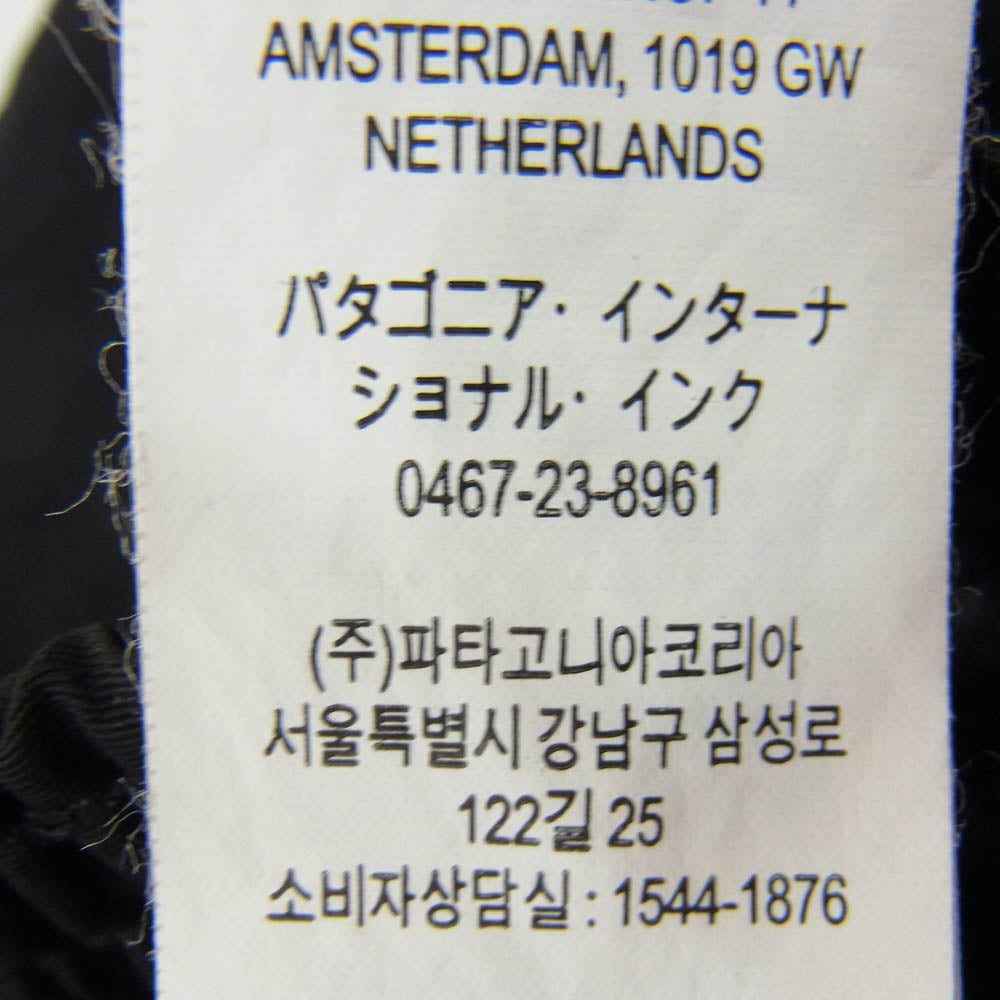 AMSTERDAM, 1019 GW
NETHERLANDS
パタゴニア・インターナ
ショナル・インク
0467-23-8961
(주)파타고니아코리아
서울특별시 강남구 삼성로
122길 25
소비자상담실 : 1544-1876